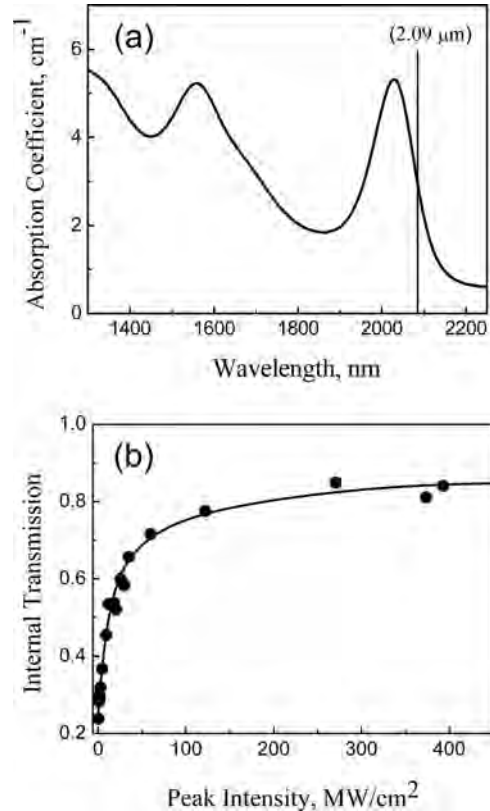 (a)
(2.09 μm)
Absorption Coefficient, cm⁻¹
6
4
2
0
1400 1600 1800 2000 2200
Wavelength, nm
(b)
Internal Transmission
1.0
0.8
0.6
0.4
0.2
0 100 200 300 400
Peak Intensity, MW/cm²